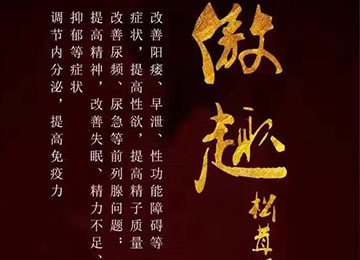 傲趣
松茸
改善阳痿、早泄、性功能障碍等
症状，提高性欲，提高精子质量
改善尿频、尿急等前列腺问题；
提高精神，改善失眠、精力不足、
抑郁等症状
调节内分泌，提高免疫力